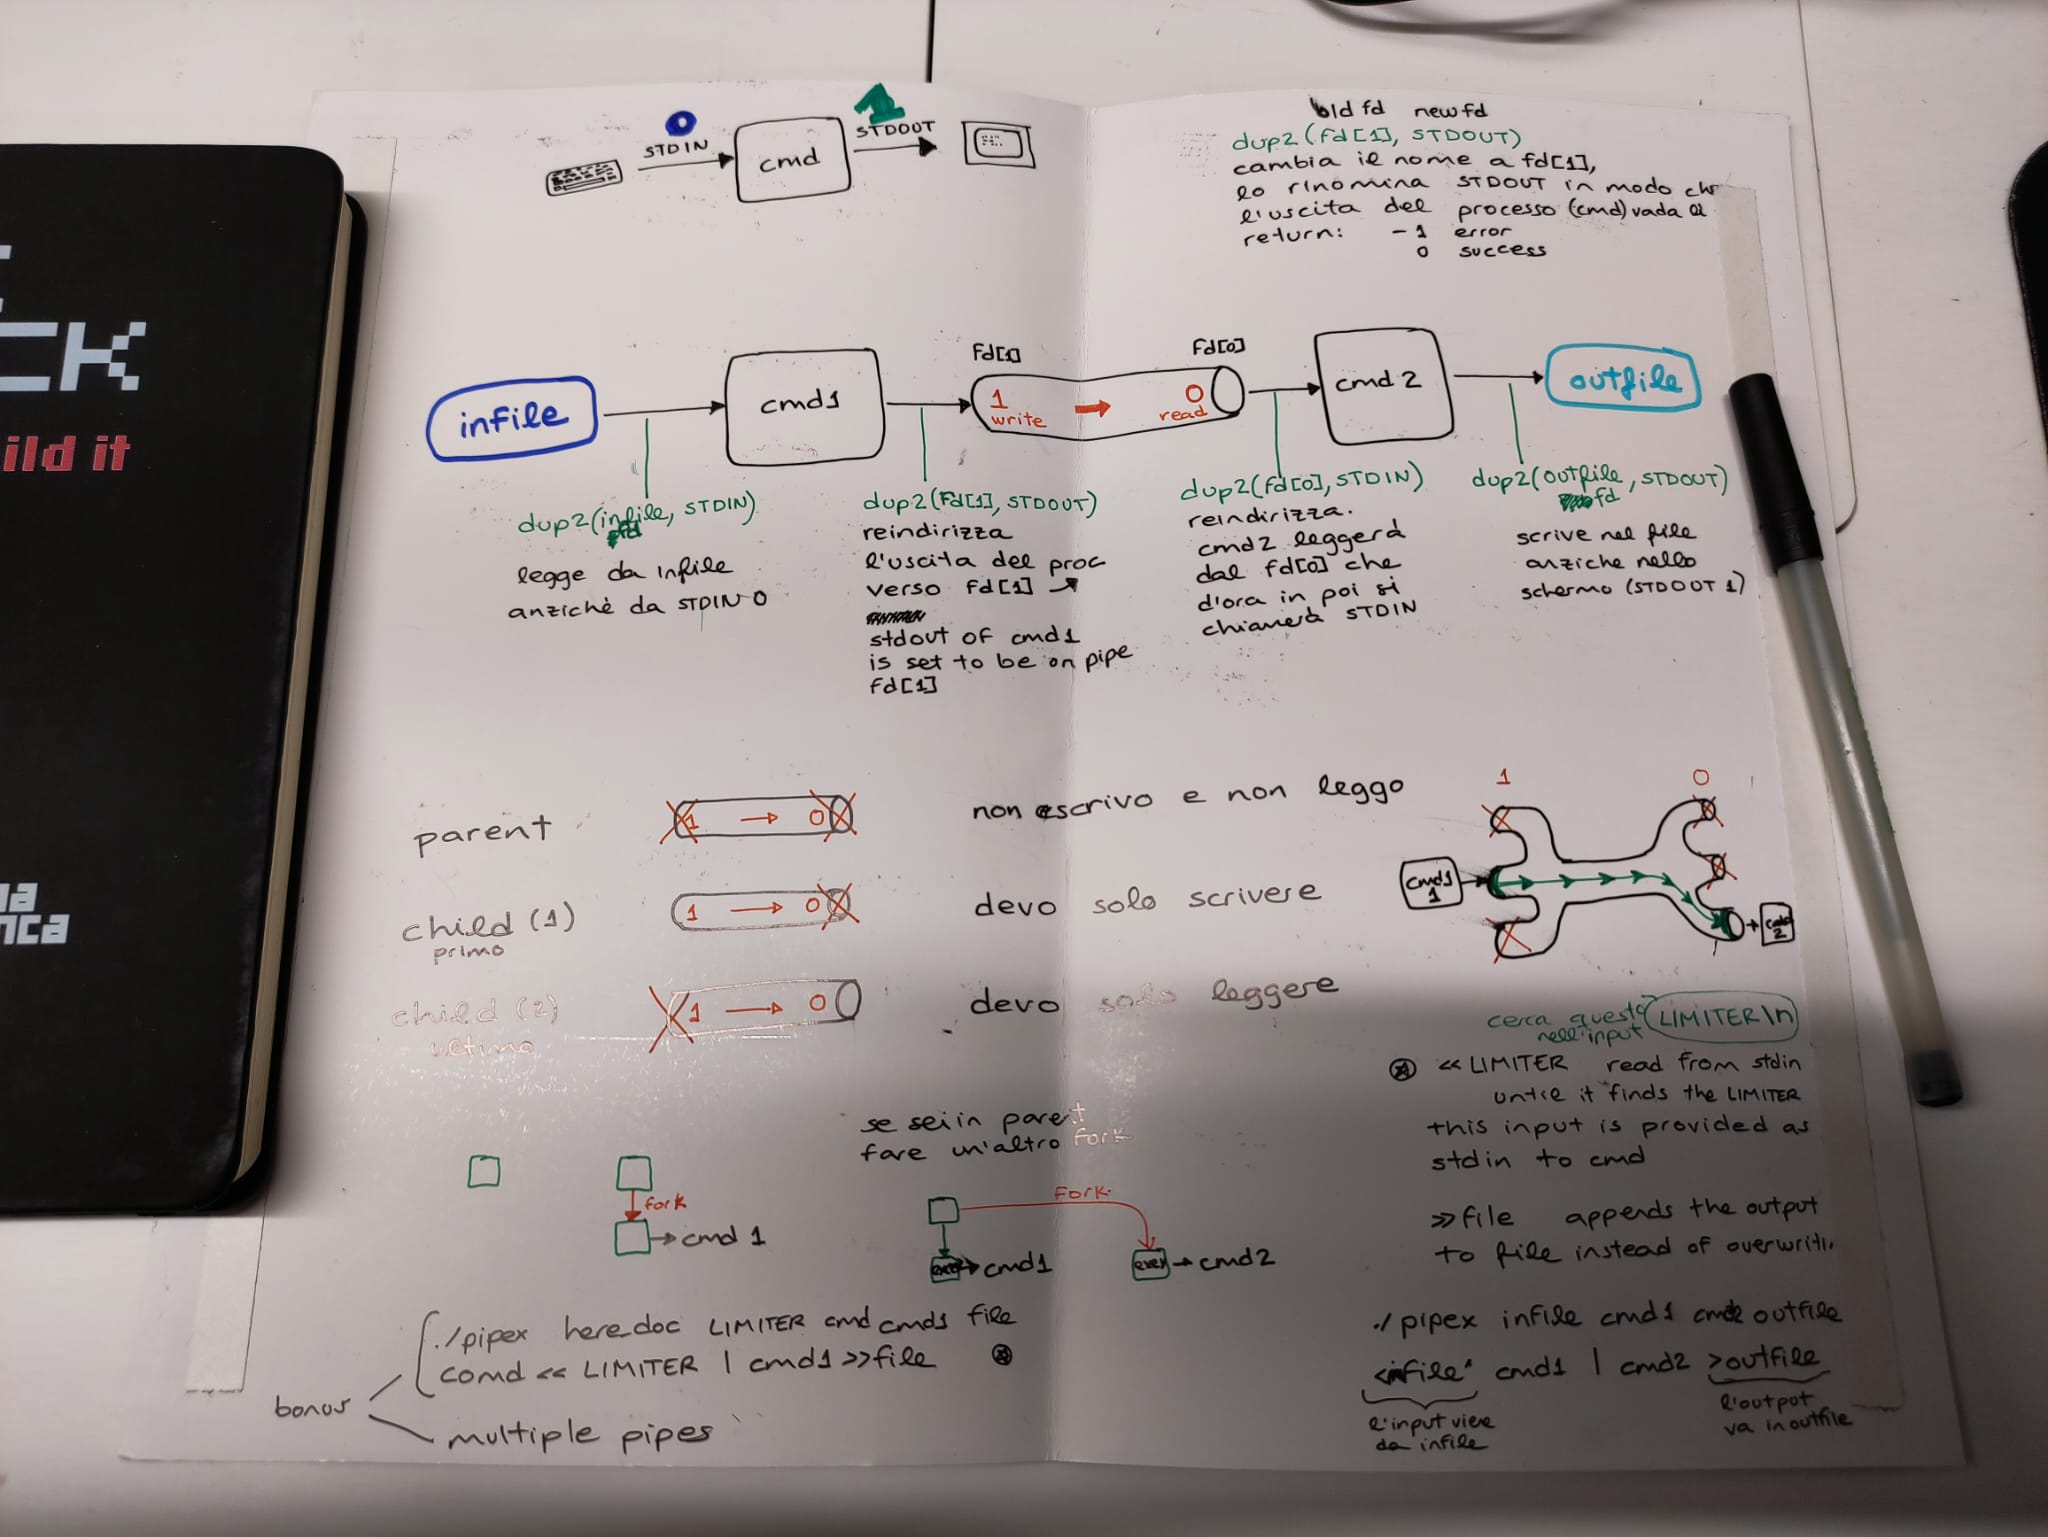 CK
ild it
na
nca
0
STDIN
cmd
1
STDOUT
old fd new fd
dup2(fd[1], STDOUT)
cambia il nome a fd[1],
lo rinomina STDOUT in modo che
l'uscita del processo (cmd) vada lì
return: -1 error
0 success
infile
cmd1
fd[1]
fd[0]
1
write
0
read
cmd2
outfile
dup2(infile, STDIN)
fd
legge da infile
anzichè da STDIN 0
dup2(fd[1], STDOUT)
reindirizza
l'uscita del proc
verso fd[1]
stdout of cmd1
is set to be on pipe
fd[1]
dup2(fd[0], STDIN)
reindirizza.
cmd2 leggerà
dal fd[0] che
d'ora in poi si
chiamerà STDIN
dup2(outfile, STDOUT)
fd
scrive nel file
anziche nello
schermo (STDOUT 1)
parent
1 → 0
non scrivo e non leggo
child (1)
primo
1 → 0
devo solo scrivere
child (2)
ultimo
1 → 0
devo solo leggere
1 0
cmd1
1
cmd
2
cerca questo
nell'input
LIMITER\n
<< LIMITER read from stdin
until it finds the LIMITER
this input is provided as
stdin to cmd
>> file appends the output
to file instead of overwriti
fork
→ cmd 1
se sei in parent
fare un'altro fork
fork
exec → cmd1
exec → cmd2
bonus
./pipex here_doc LIMITER cmd cmd1 file
comd << LIMITER | cmd1 >> file
multiple pipes
./pipex infile cmd1 cmd2 outfile
<infile cmd1 | cmd2 >outfile
l'input viene
da infile
l'output
va in outfile